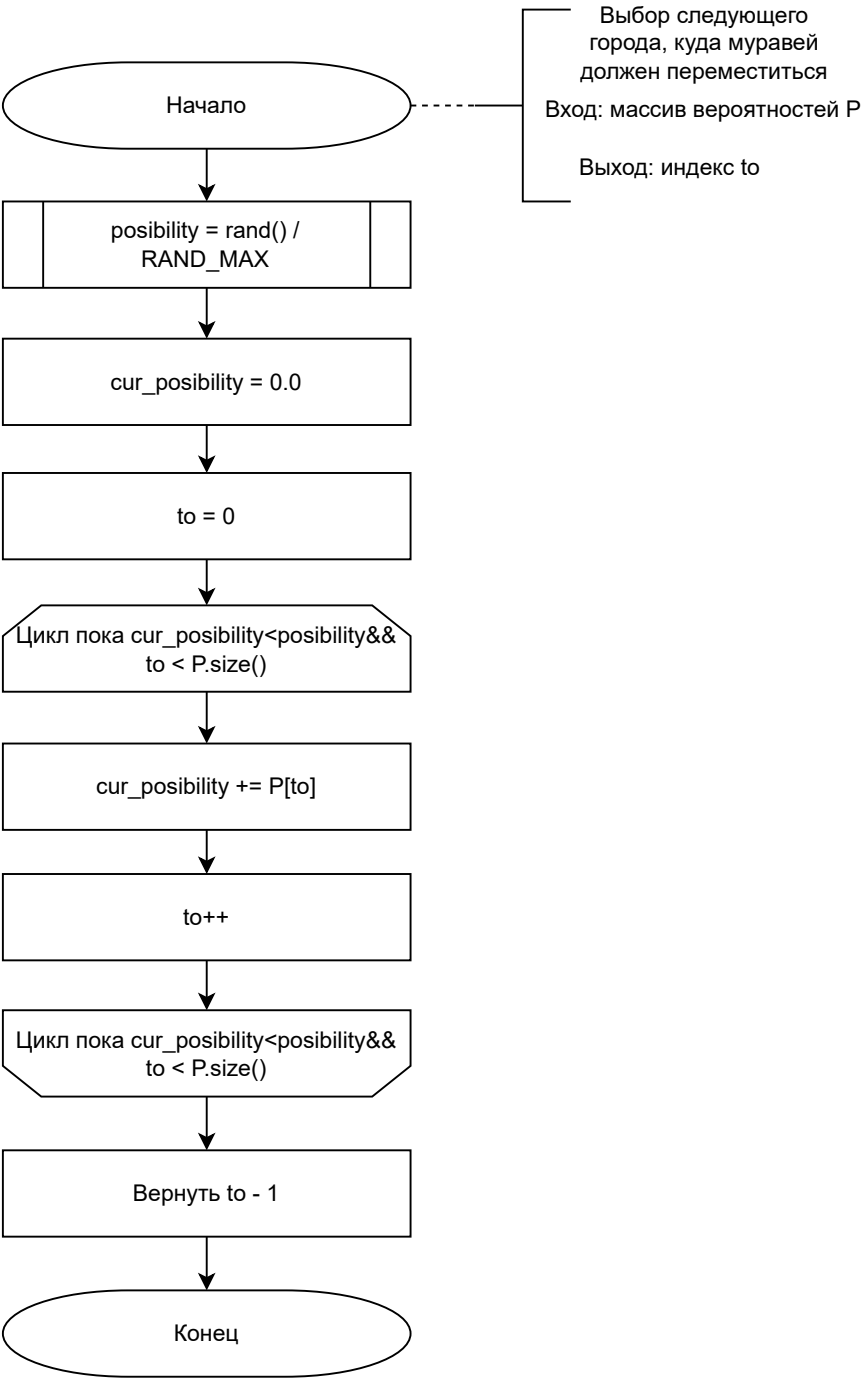 Выбор следующего
города, куда муравей
должен переместиться
Вход: массив вероятностей P
Выход: индекс to
Начало
posibility = rand() /
RAND_MAX
cur_posibility = 0.0
to = 0
Цикл пока cur_posibility<posibility&&
to < P.size()
cur_posibility += P[to]
to++
Цикл пока cur_posibility<posibility&&
to < P.size()
Вернуть to - 1
Конец